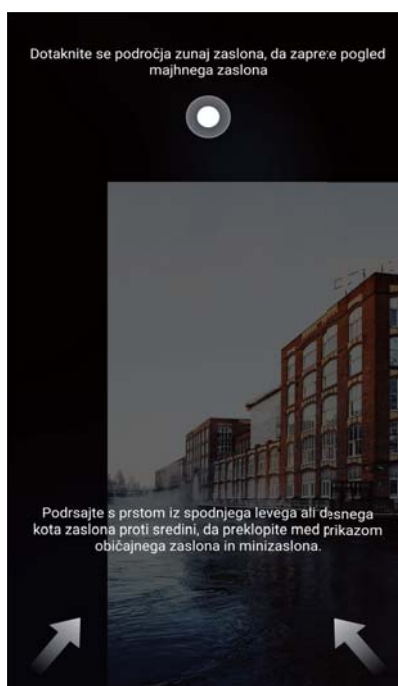 Dotaknite se področja zunaj zaslona, da zaprete pogled
majhnega zaslona
Podrsajte s prstom iz spodnjega levega ali desnega
kota zaslona proti sredini, da preklopite med prikazom
običajnega zaslona in minizaslona.